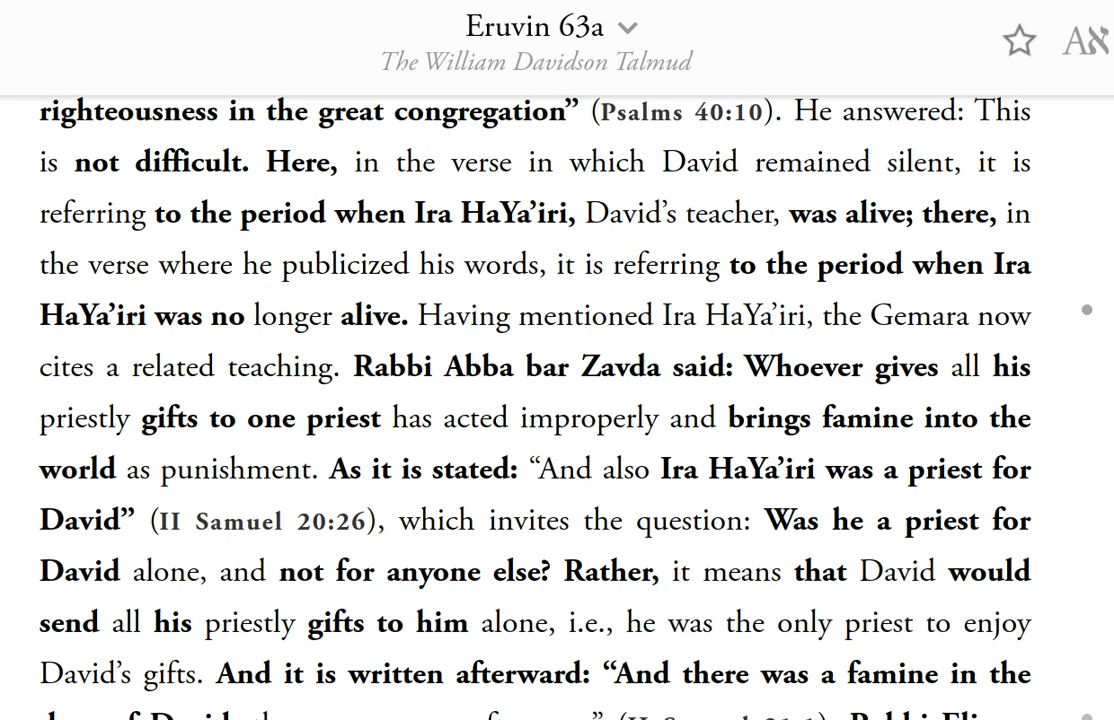 Eruvin 63a
The William Davidson Talmud
Aא
righteousness in the great congregation” (Psalms 40:10). He answered: This
is not difficult. Here, in the verse in which David remained silent, it is
referring to the period when Ira HaYa’iri, David’s teacher, was alive; there, in
the verse where he publicized his words, it is referring to the period when Ira
HaYa’iri was no longer alive. Having mentioned Ira HaYa’iri, the Gemara now
cites a related teaching. Rabbi Abba bar Zavda said: Whoever gives all his
priestly gifts to one priest has acted improperly and brings famine into the
world as punishment. As it is stated: “And also Ira HaYa’iri was a priest for
David” (II Samuel 20:26), which invites the question: Was he a priest for
David alone, and not for anyone else? Rather, it means that David would
send all his priestly gifts to him alone, i.e., he was the only priest to enjoy
David’s gifts. And it is written afterward: “And there was a famine in the